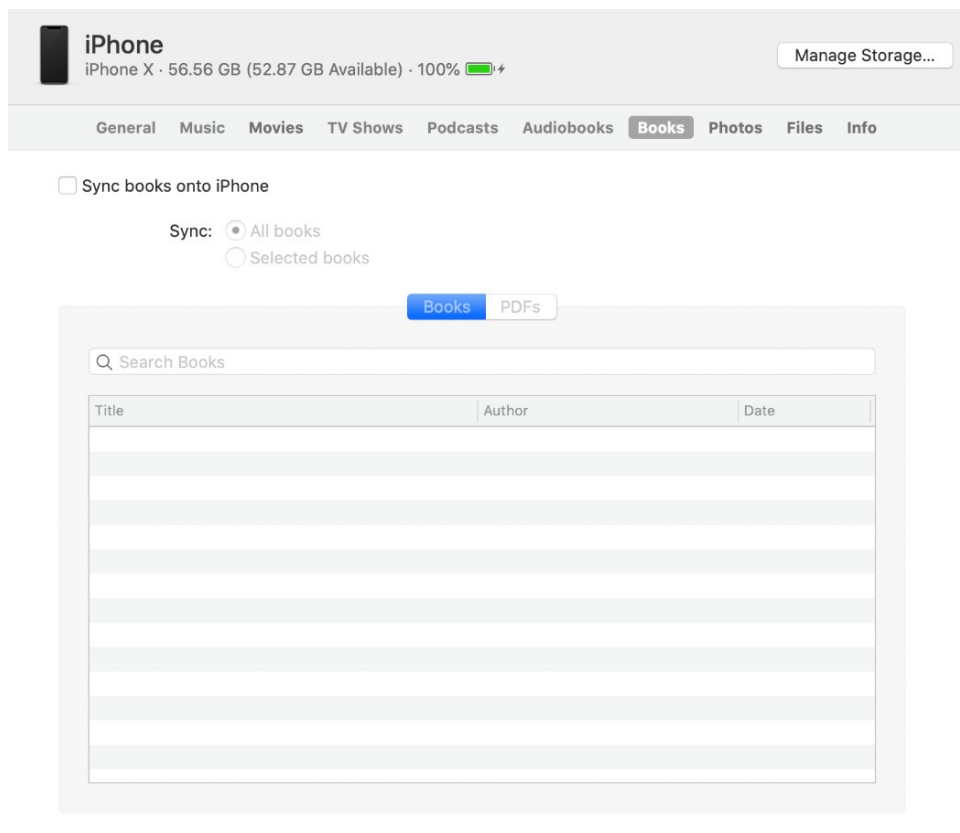 iPhone
iPhone X · 56.56 GB (52.87 GB Available) · 100%
Manage Storage...
General Music Movies TV Shows Podcasts Audiobooks Books Photos Files Info
Sync books onto iPhone
Sync: All books
Selected books
Books PDFs
Search Books
Title Author Date